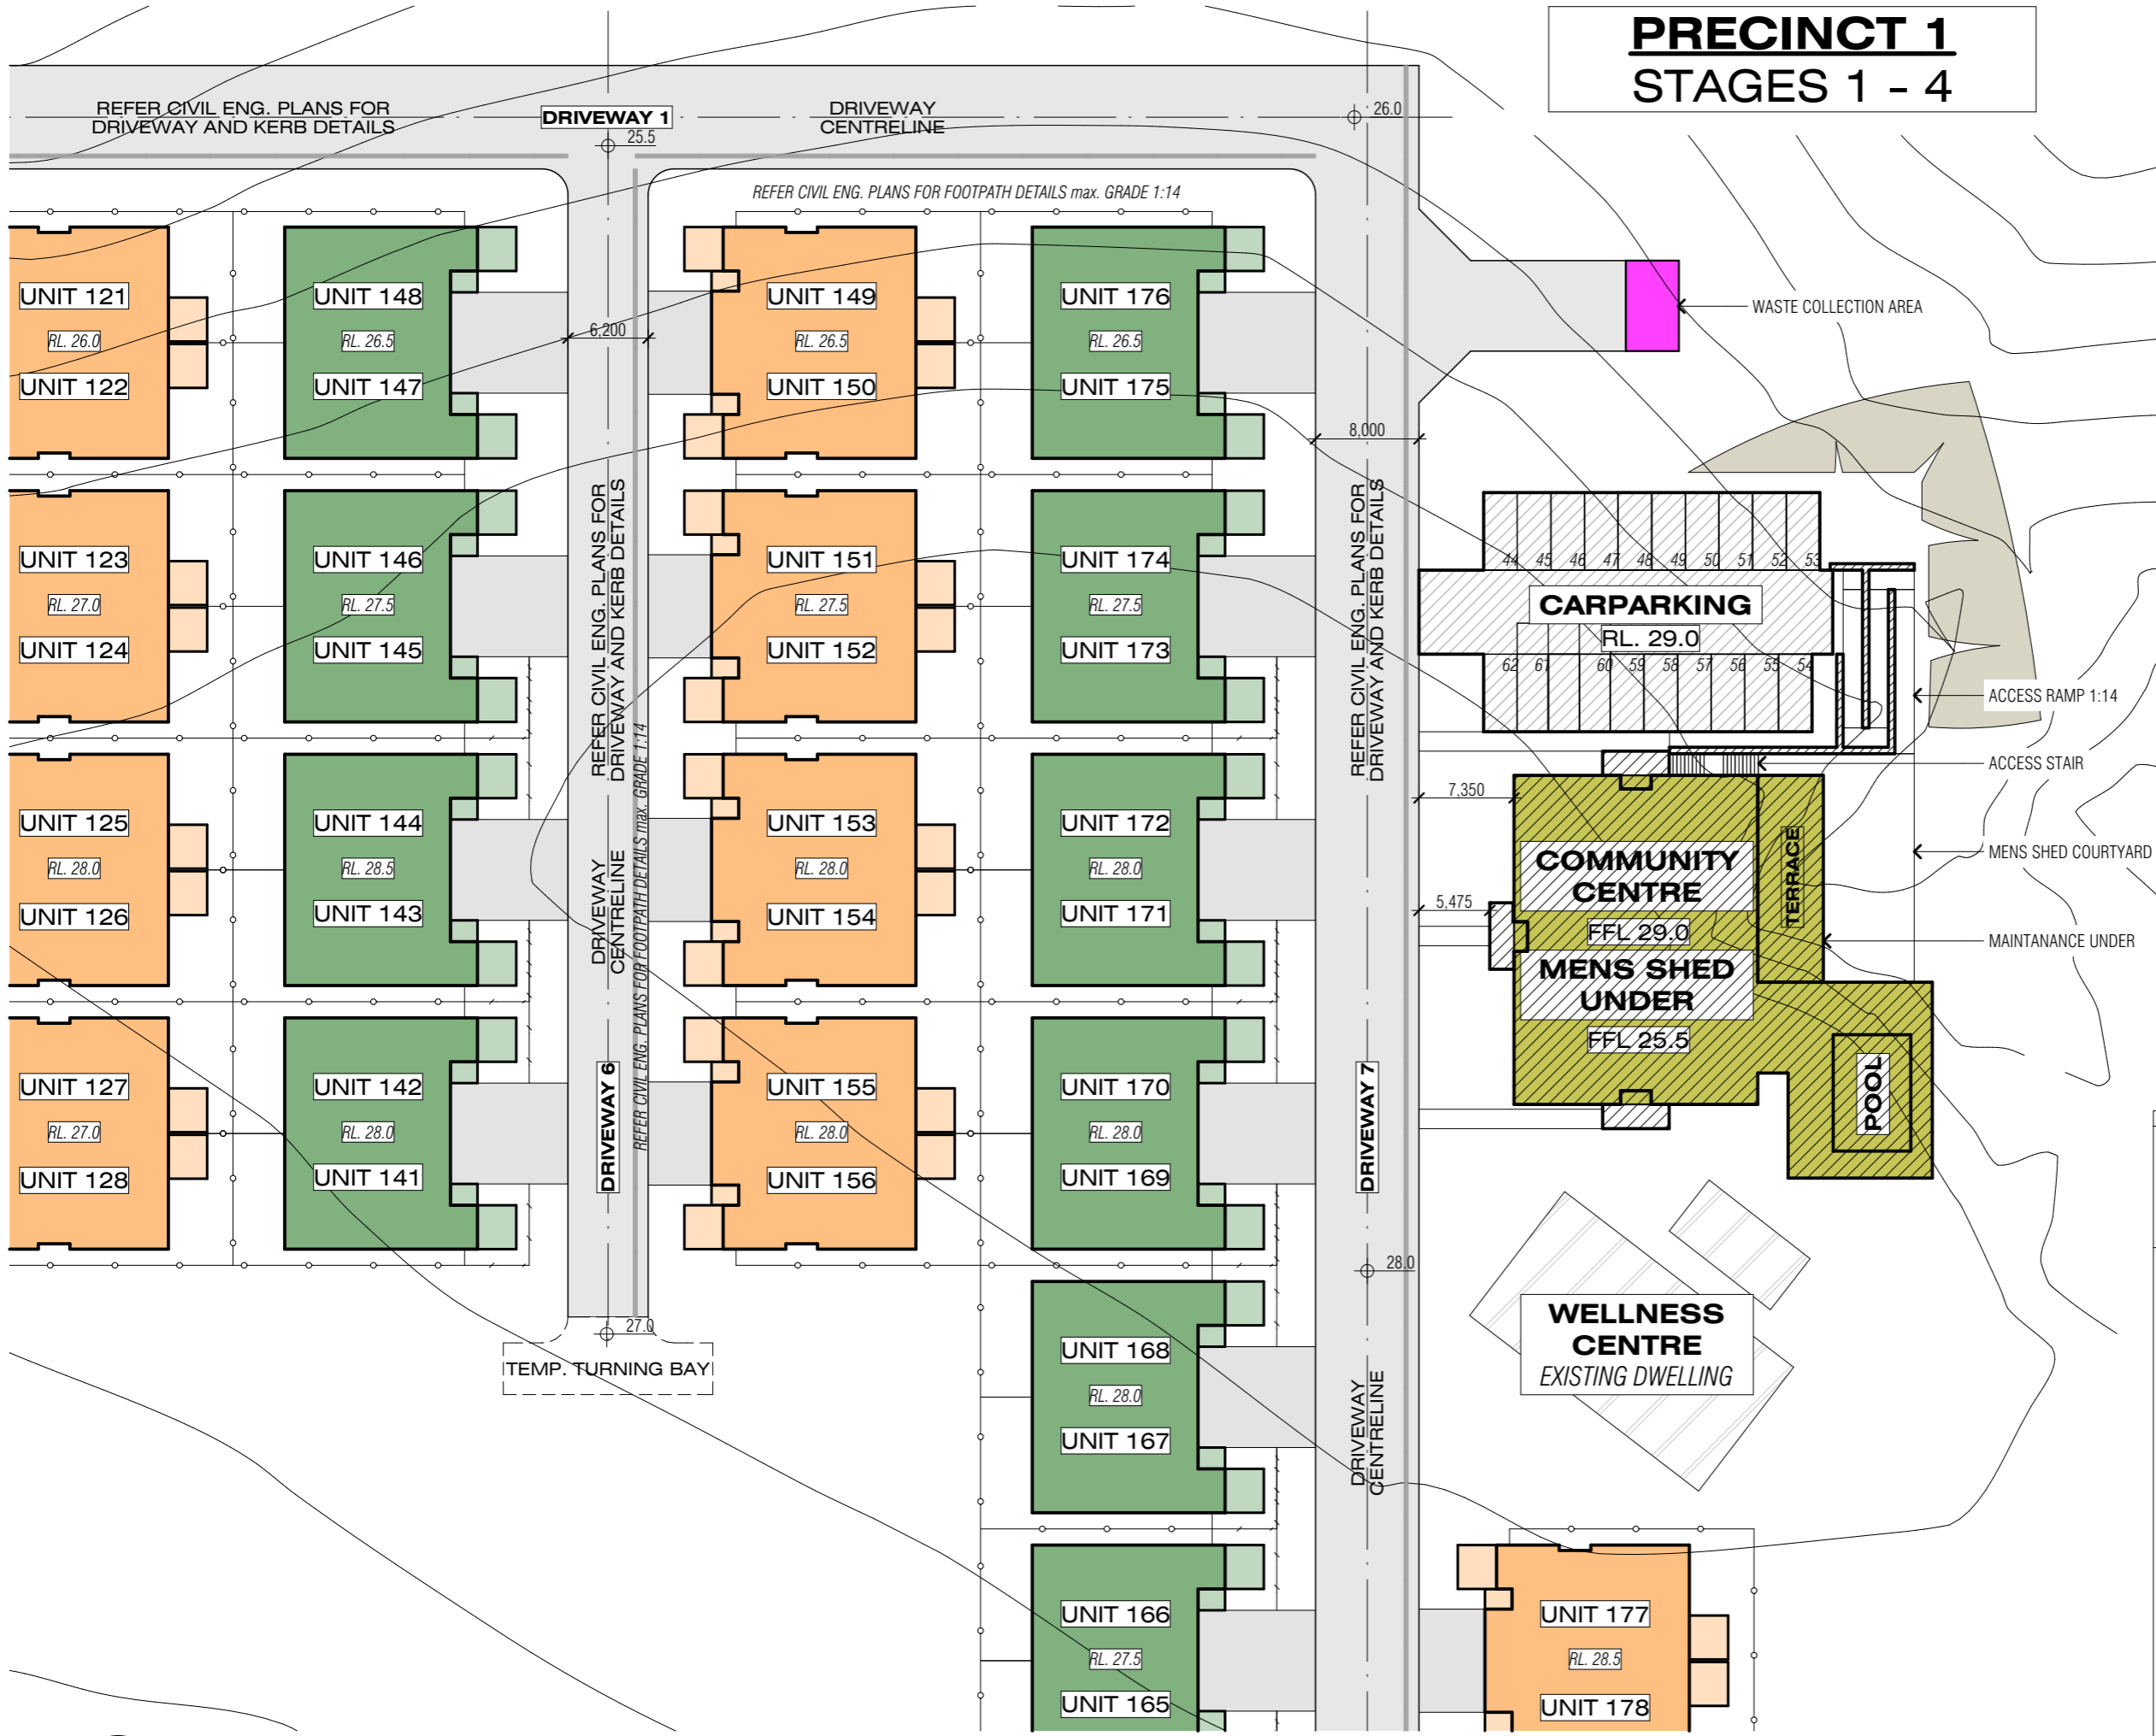 PRECINCT 1
STAGES 1 - 4
REFER CIVIL ENG. PLANS FOR
DRIVEWAY AND KERB DETAILS
DRIVEWAY 1
25.5
DRIVEWAY
CENTRELINE
26.0
REFER CIVIL ENG. PLANS FOR FOOTPATH DETAILS max. GRADE 1:14
UNIT 121
RL. 26.0
UNIT 122
UNIT 148
RL. 26.5
UNIT 147
6,200
UNIT 149
RL. 26.5
UNIT 150
UNIT 176
RL. 26.5
UNIT 175
WASTE COLLECTION AREA
8,000
UNIT 123
RL. 27.0
UNIT 124
UNIT 146
RL. 27.5
UNIT 145
REFER CIVIL ENG. PLANS FOR
DRIVEWAY AND KERB DETAILS
UNIT 151
RL. 27.5
UNIT 152
UNIT 174
RL. 27.5
UNIT 173
REFER CIVIL ENG. PLANS FOR
DRIVEWAY AND KERB DETAILS
44 45 46 47 48 49 50 51 52 53
CARPARKING
RL. 29.0
62 61 60 59 58 57 56 55 54
ACCESS RAMP 1:14
ACCESS STAIR
7,350
UNIT 125
RL. 28.0
UNIT 126
UNIT 144
RL. 28.5
UNIT 143
DRIVEWAY
CENTRELINE
REFER CIVIL ENG. PLANS FOR FOOTPATH DETAILS max. GRADE 1:14
UNIT 153
RL. 28.0
UNIT 154
UNIT 172
RL. 28.0
UNIT 171
5,475
COMMUNITY
CENTRE
FFL 29.0
MENS SHED
UNDER
FFL 25.5
TERRACE
MENS SHED COURTYARD
MAINTANANCE UNDER
POOL
UNIT 127
RL. 27.0
UNIT 128
UNIT 142
RL. 28.0
UNIT 141
DRIVEWAY 6
UNIT 155
RL. 28.0
UNIT 156
UNIT 170
RL. 28.0
UNIT 169
DRIVEWAY 7
28.0
27.0
TEMP. TURNING BAY
UNIT 168
RL. 28.0
UNIT 167
DRIVEWAY
CENTRELINE
WELLNESS
CENTRE
EXISTING DWELLING
UNIT 166
RL. 27.5
UNIT 165
UNIT 177
RL. 28.5
UNIT 178